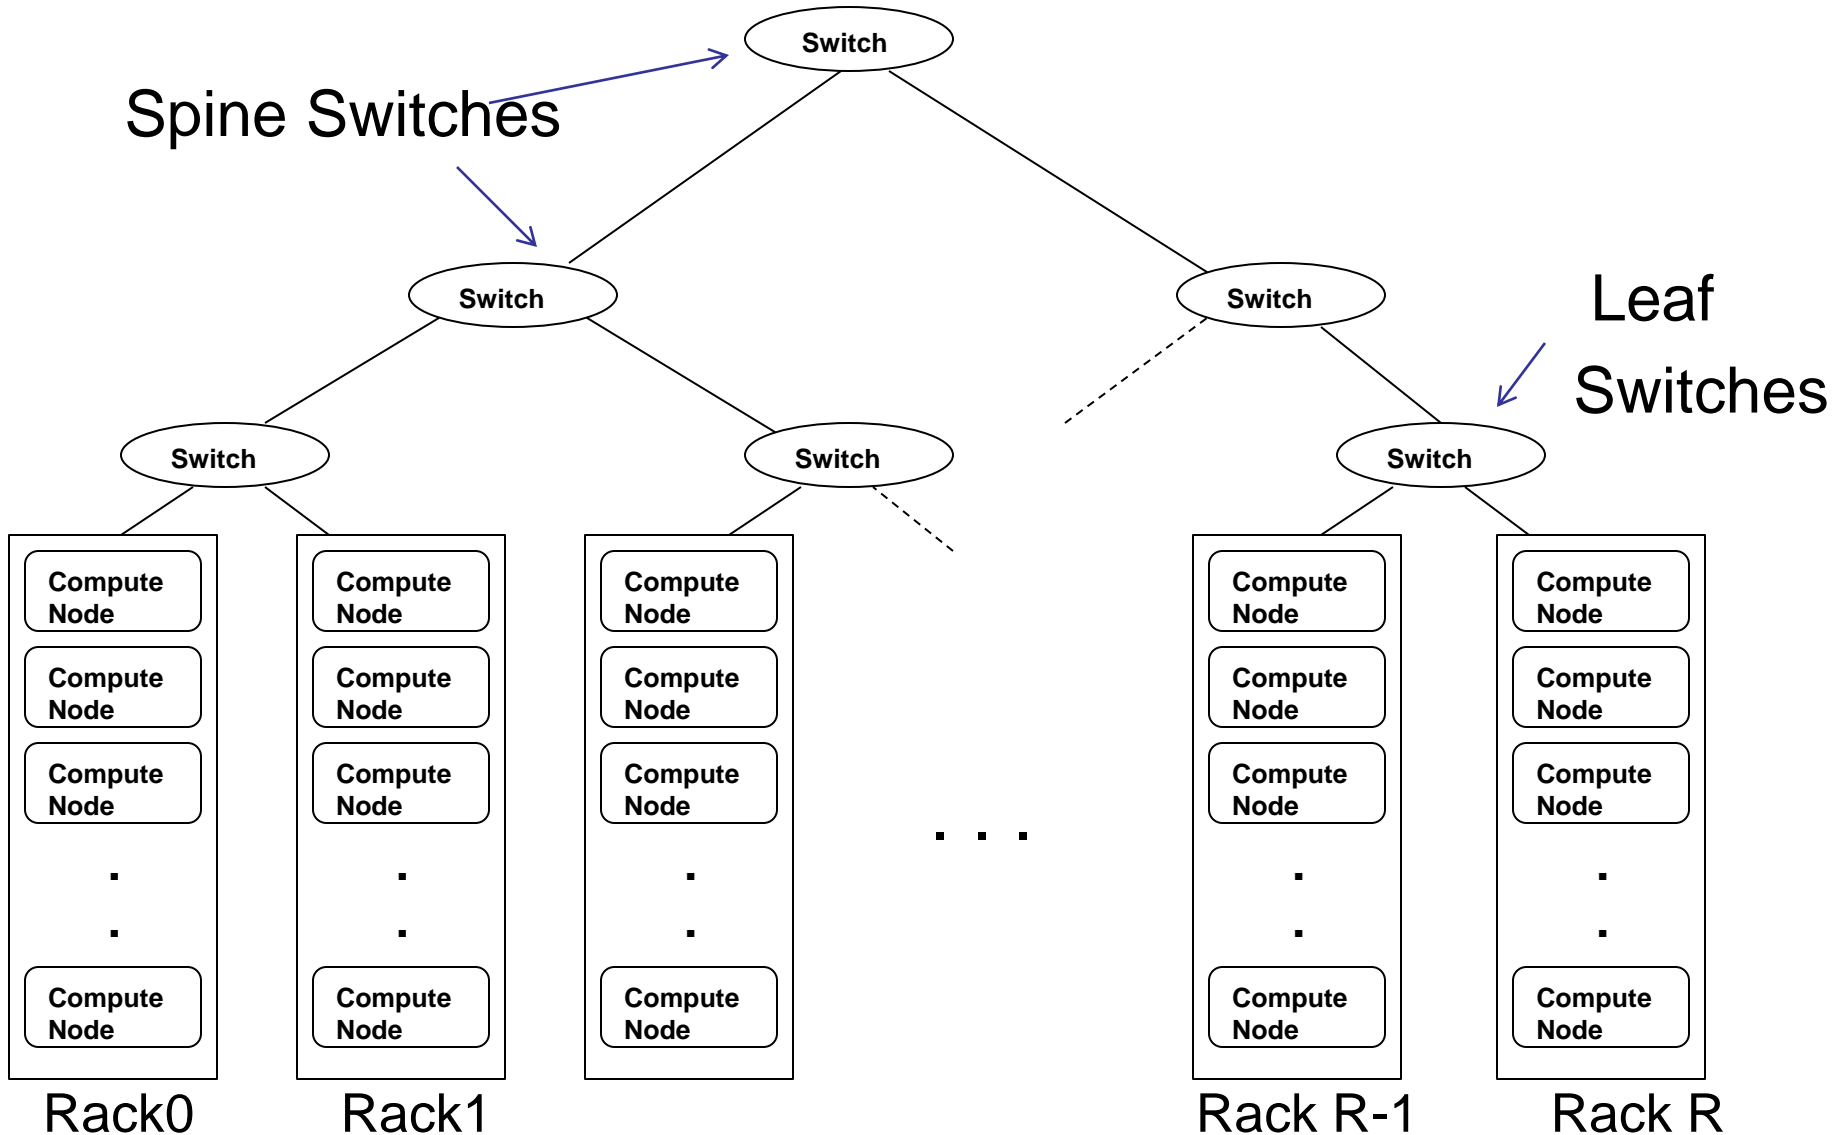 Switch
Spine Switches
Switch
Switch
Leaf
Switches
Switch
Switch
Switch
Compute
Node
Compute
Node
Compute
Node
.
.
Compute
Node
Rack0
Compute
Node
Compute
Node
Compute
Node
.
.
Compute
Node
Rack1
Compute
Node
Compute
Node
Compute
Node
.
.
Compute
Node
. . .
Compute
Node
Compute
Node
Compute
Node
.
.
Compute
Node
Rack R-1
Compute
Node
Compute
Node
Compute
Node
.
.
Compute
Node
Rack R